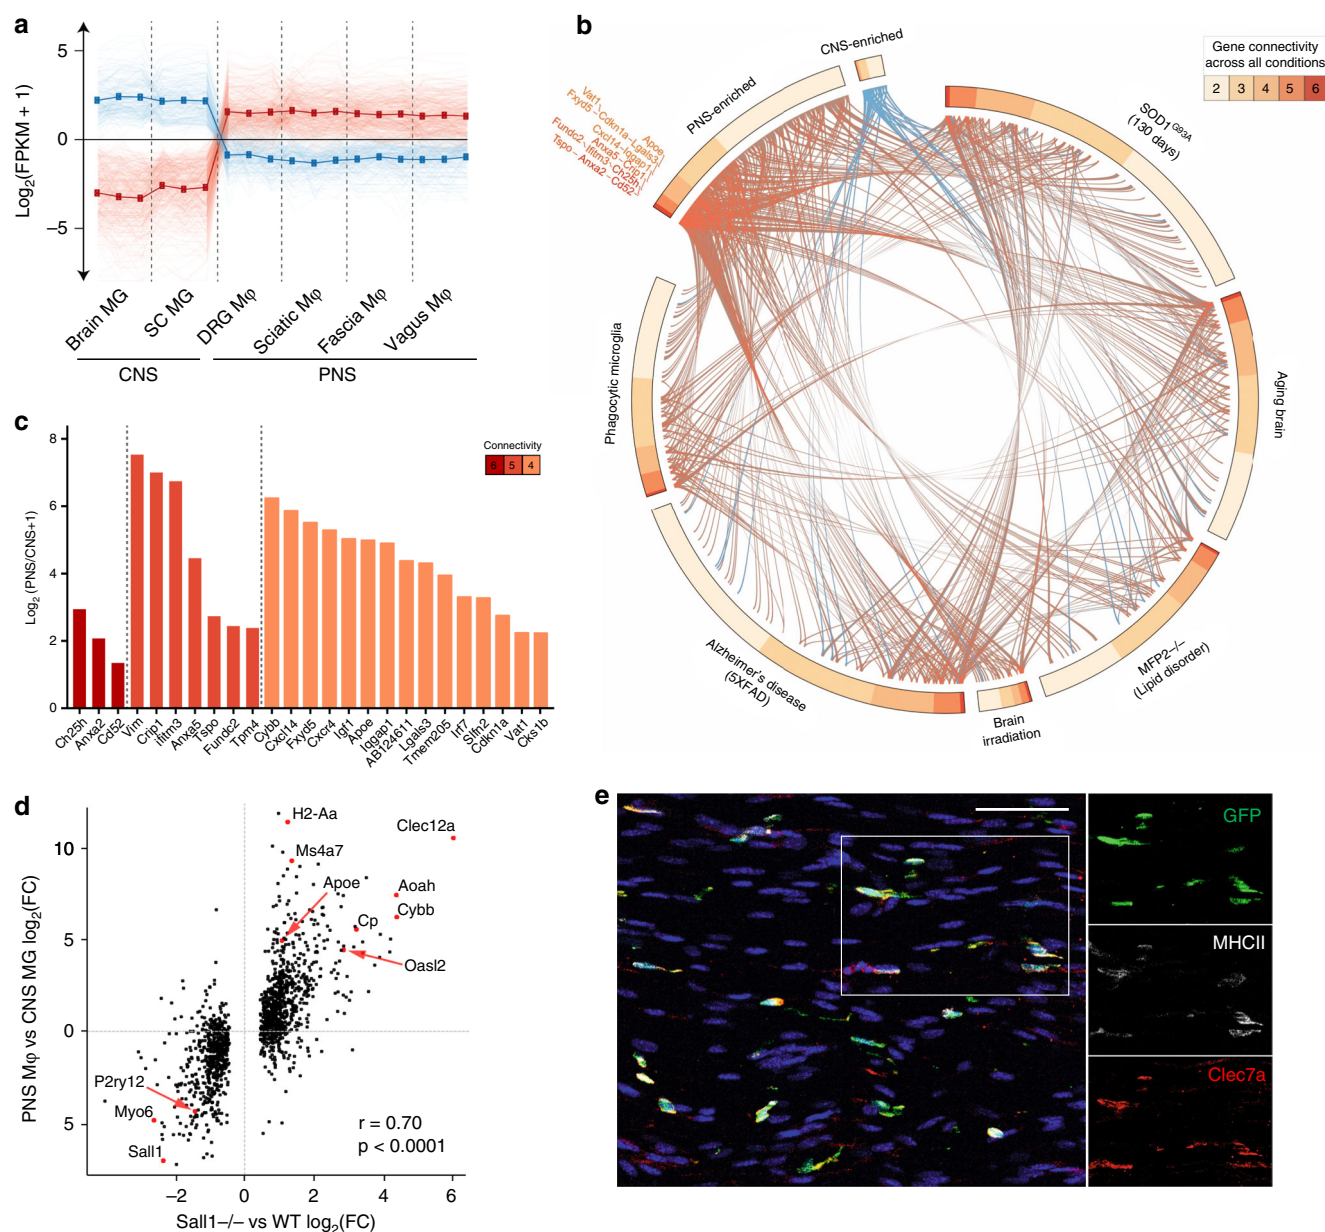 a
Log2(FPKM + 1)
5
0
−5
Brain MG
SC MG
DRG Mφ
Sciatic Mφ
Fascia Mφ
Vagus Mφ
CNS
PNS
b
CNS-enriched
PNS-enriched
Gene connectivity
across all conditions
2 3 4 5 6
Vat1 – Cdkn1a – Lgals3 Apoe
Fxyd5
Cxcl14 – Iqgap1
Anxa5 – Crip1
Fundc2 – Ifitm3 – Ch25h
Tspo – Anxa2 – Cd52
SOD1G93A
(130 days)
Aging brain
MFP2−/−
(Lipid disorder)
Brain
irradiation
Alzheimer's disease
(5XFAD)
Phagocytic microglia
c
Log2 (PNS/CNS+1)
8
6
4
2
0
Connectivity
6 5 4
Ch25h
Anxa2
Cd52
Vim
Crip1
ifitm3
Anxa5
Tspo
Fundc2
Tpm4
Cybb
Cxcl14
Fxyd5
Cxcr4
Igf1
Apoe
Iqgap1
AB124611
Lgals3
Tmem205
Irf7
Slfn2
Cdkn1a
Vat1
Cks1b
d
PNS Mφ vs CNS MG log2(FC)
10
5
0
5
H2-Aa
Clec12a
Ms4a7
Apoe
Aoah
Cybb
Cp
Oasl2
P2ry12
Myo6
Sall1
r = 0.70
p < 0.0001
−2 0 2 4 6
Sall1−/− vs WT log2(FC)
e
GFP
MHCII
Clec7a